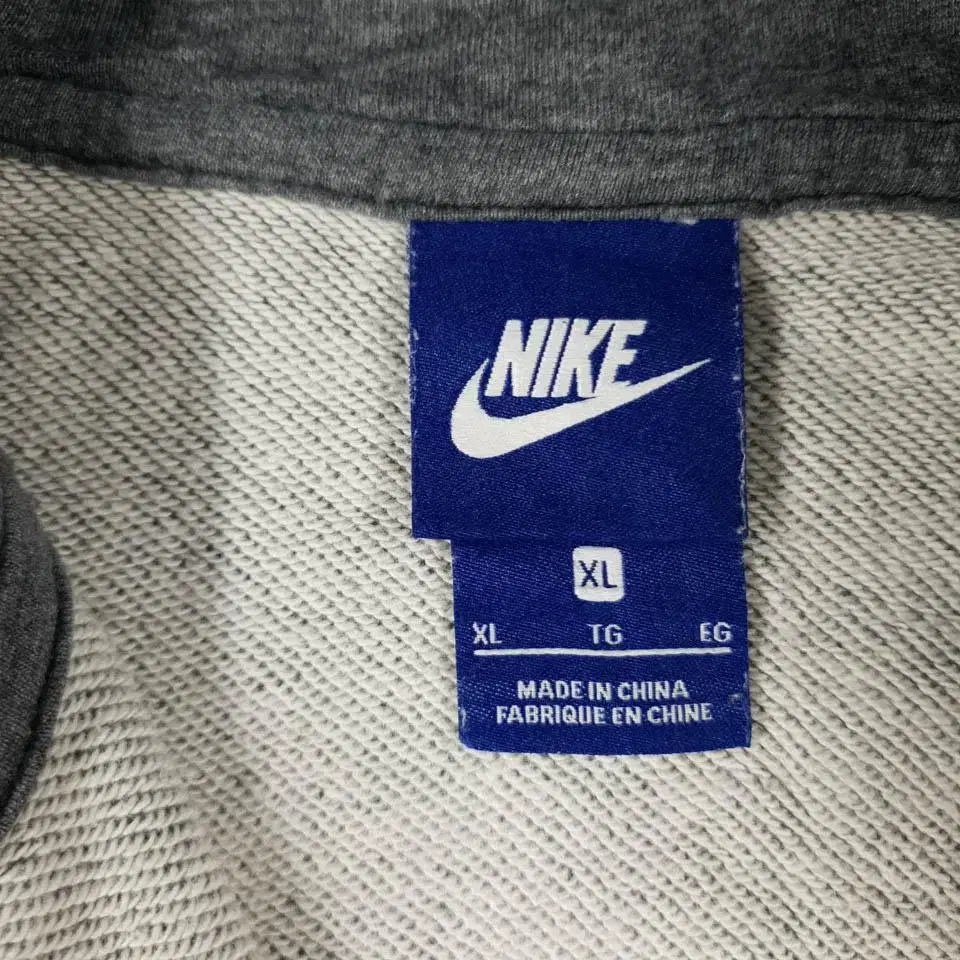 NIKE
XL
XL TG EG
MADE IN CHINA
FABRIQUE EN CHINE